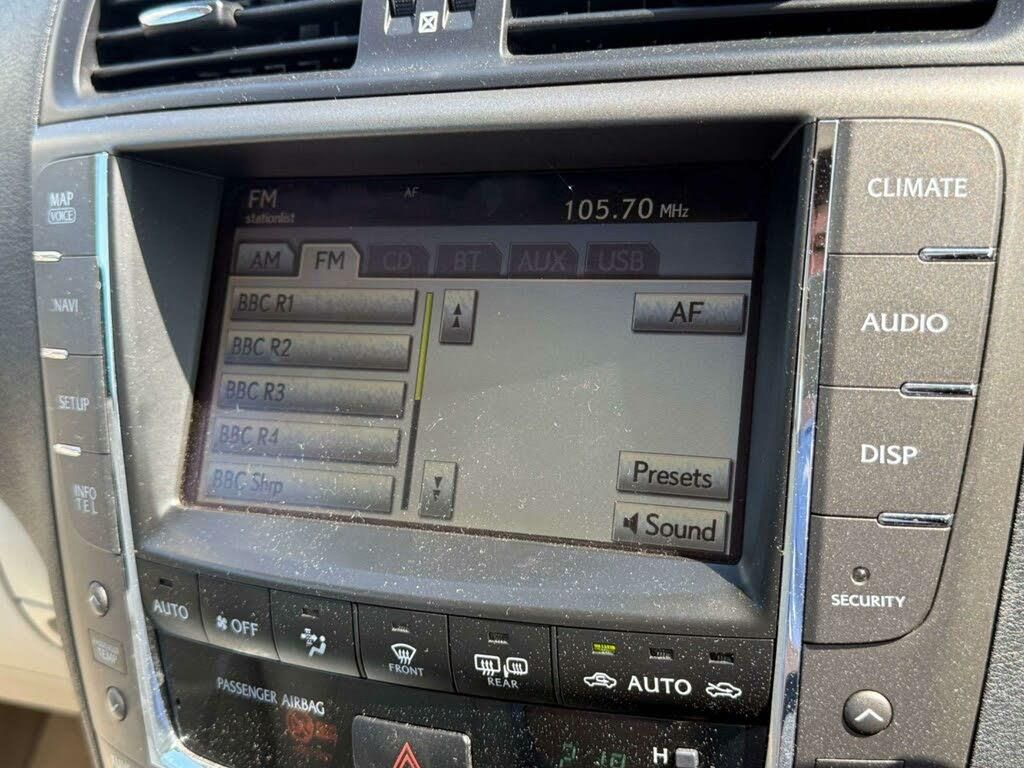 MAP
VOICE
NAVI
SETUP
INFO
TEL
TEMP
FM
stationlist
AF
105.70 MHz
AM FM CD BT AUX USB
BBC R1
BBC R2
BBC R3
BBC R4
BBC Shrp
AF
Presets
Sound
CLIMATE
AUDIO
DISP
SECURITY
AUTO
OFF
FRONT
REAR
AUTO
PASSENGER AIRBAG
H